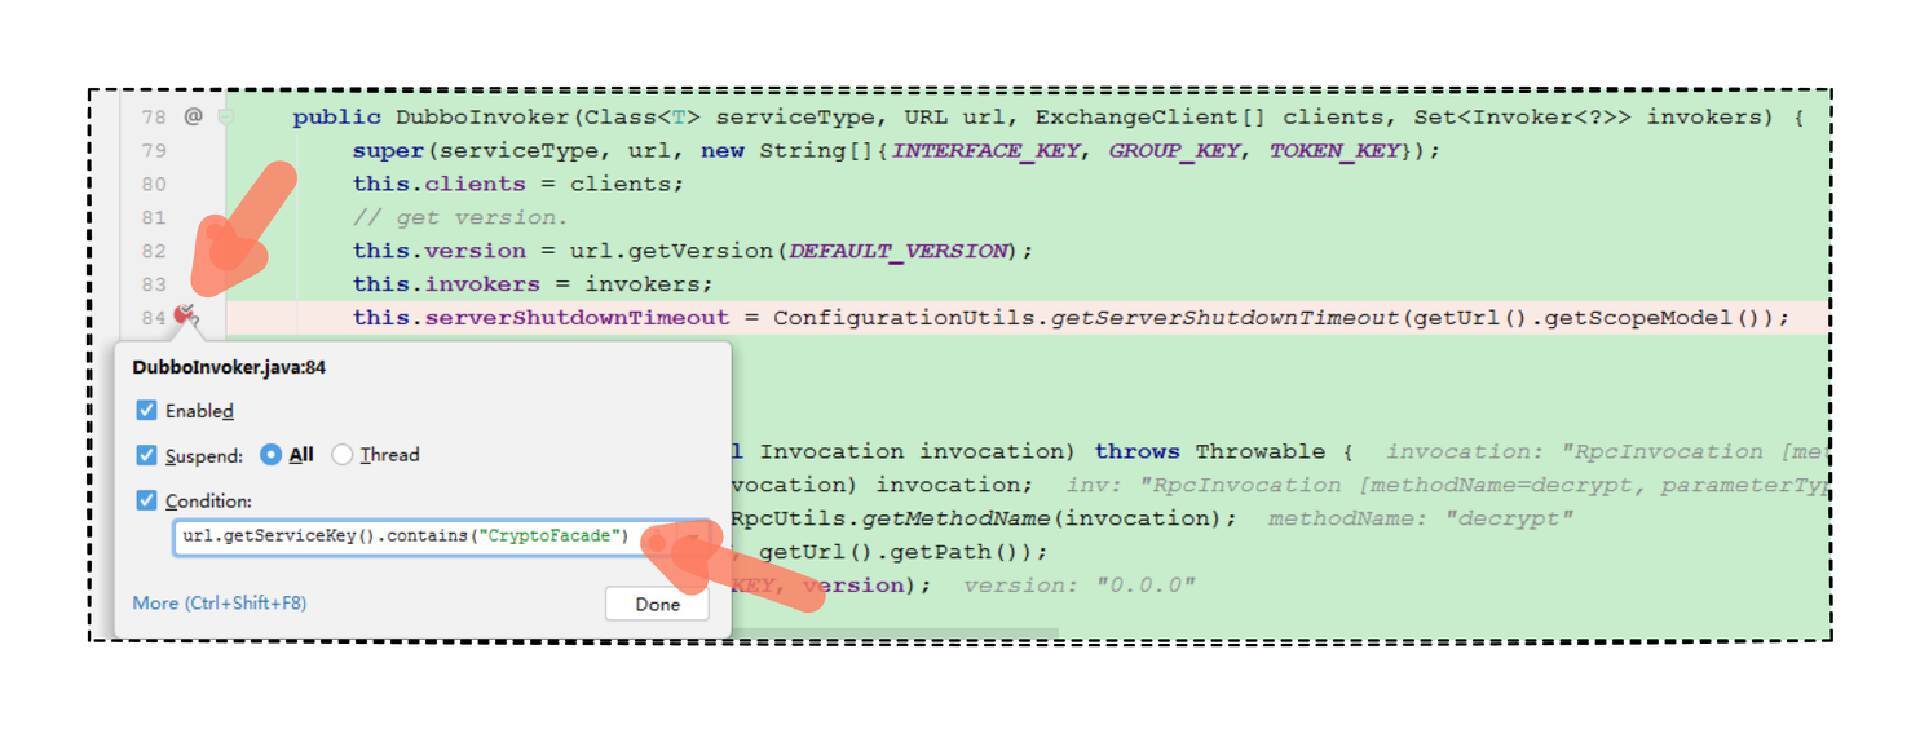 78 @ public DubboInvoker(Class<T> serviceType, URL url, ExchangeClient[] clients, Set<Invoker<?>> invokers) {
79 super(serviceType, url, new String[]{INTERFACE_KEY, GROUP_KEY, TOKEN_KEY});
80 this.clients = clients;
81 // get version.
82 this.version = url.getVersion(DEFAULT_VERSION);
83 this.invokers = invokers;
84 this.serverShutdownTimeout = ConfigurationUtils.getServerShutdownTimeout(getUrl().getScopeModel());
DubboInvoker.java:84
Enabled
Suspend: All Thread
Condition:
url.getServiceKey().contains("CryptoFacade")
More (Ctrl+Shift+F8) Done
l Invocation invocation) throws Throwable { invocation: "RpcInvocation [met
vocation) invocation; inv: "RpcInvocation [methodName=decrypt, parameterTyp
RpcUtils.getMethodName(invocation); methodName: "decrypt"
, getUrl().getPath());
KEY, version); version: "0.0.0"